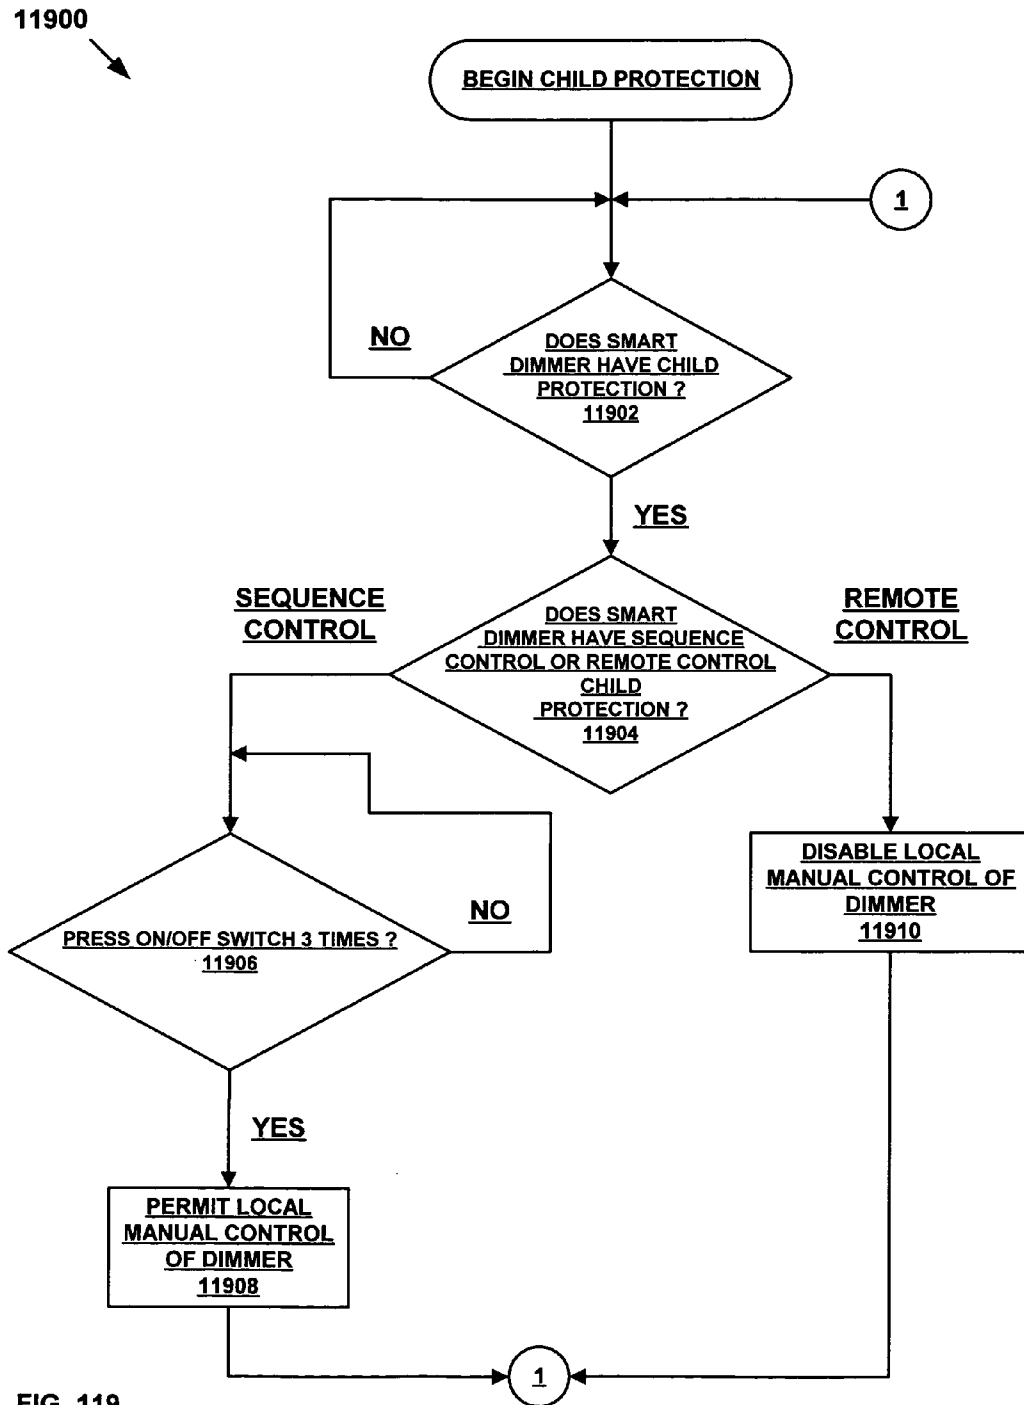 11900
BEGIN CHILD PROTECTION
1
NO
DOES SMART
DIMMER HAVE CHILD
PROTECTION ?
11902
YES
SEQUENCE
CONTROL
DOES SMART
DIMMER HAVE SEQUENCE
CONTROL OR REMOTE CONTROL
CHILD
PROTECTION ?
11904
REMOTE
CONTROL
PRESS ON/OFF SWITCH 3 TIMES ?
11906
NO
DISABLE LOCAL
MANUAL CONTROL OF
DIMMER
11910
YES
PERMIT LOCAL
MANUAL CONTROL
OF DIMMER
11908
1
FIG. 119